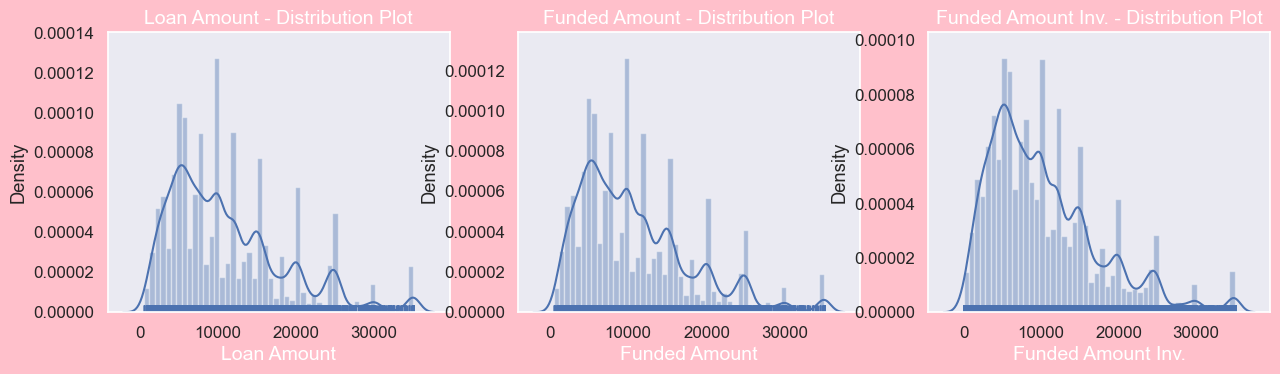 Loan Amount - Distribution Plot
Density
0.00014
0.00012
0.00010
0.00008
0.00006
0.00004
0.00002
0.00000
0 10000 20000 30000
Loan Amount
Funded Amount - Distribution Plot
Density
0.00012
0.00010
0.00008
0.00006
0.00004
0.00002
0.00000
0 10000 20000 30000
Funded Amount
Funded Amount Inv. - Distribution Plot
Density
0.00010
0.00008
0.00006
0.00004
0.00002
0.00000
0 10000 20000 30000
Funded Amount Inv.